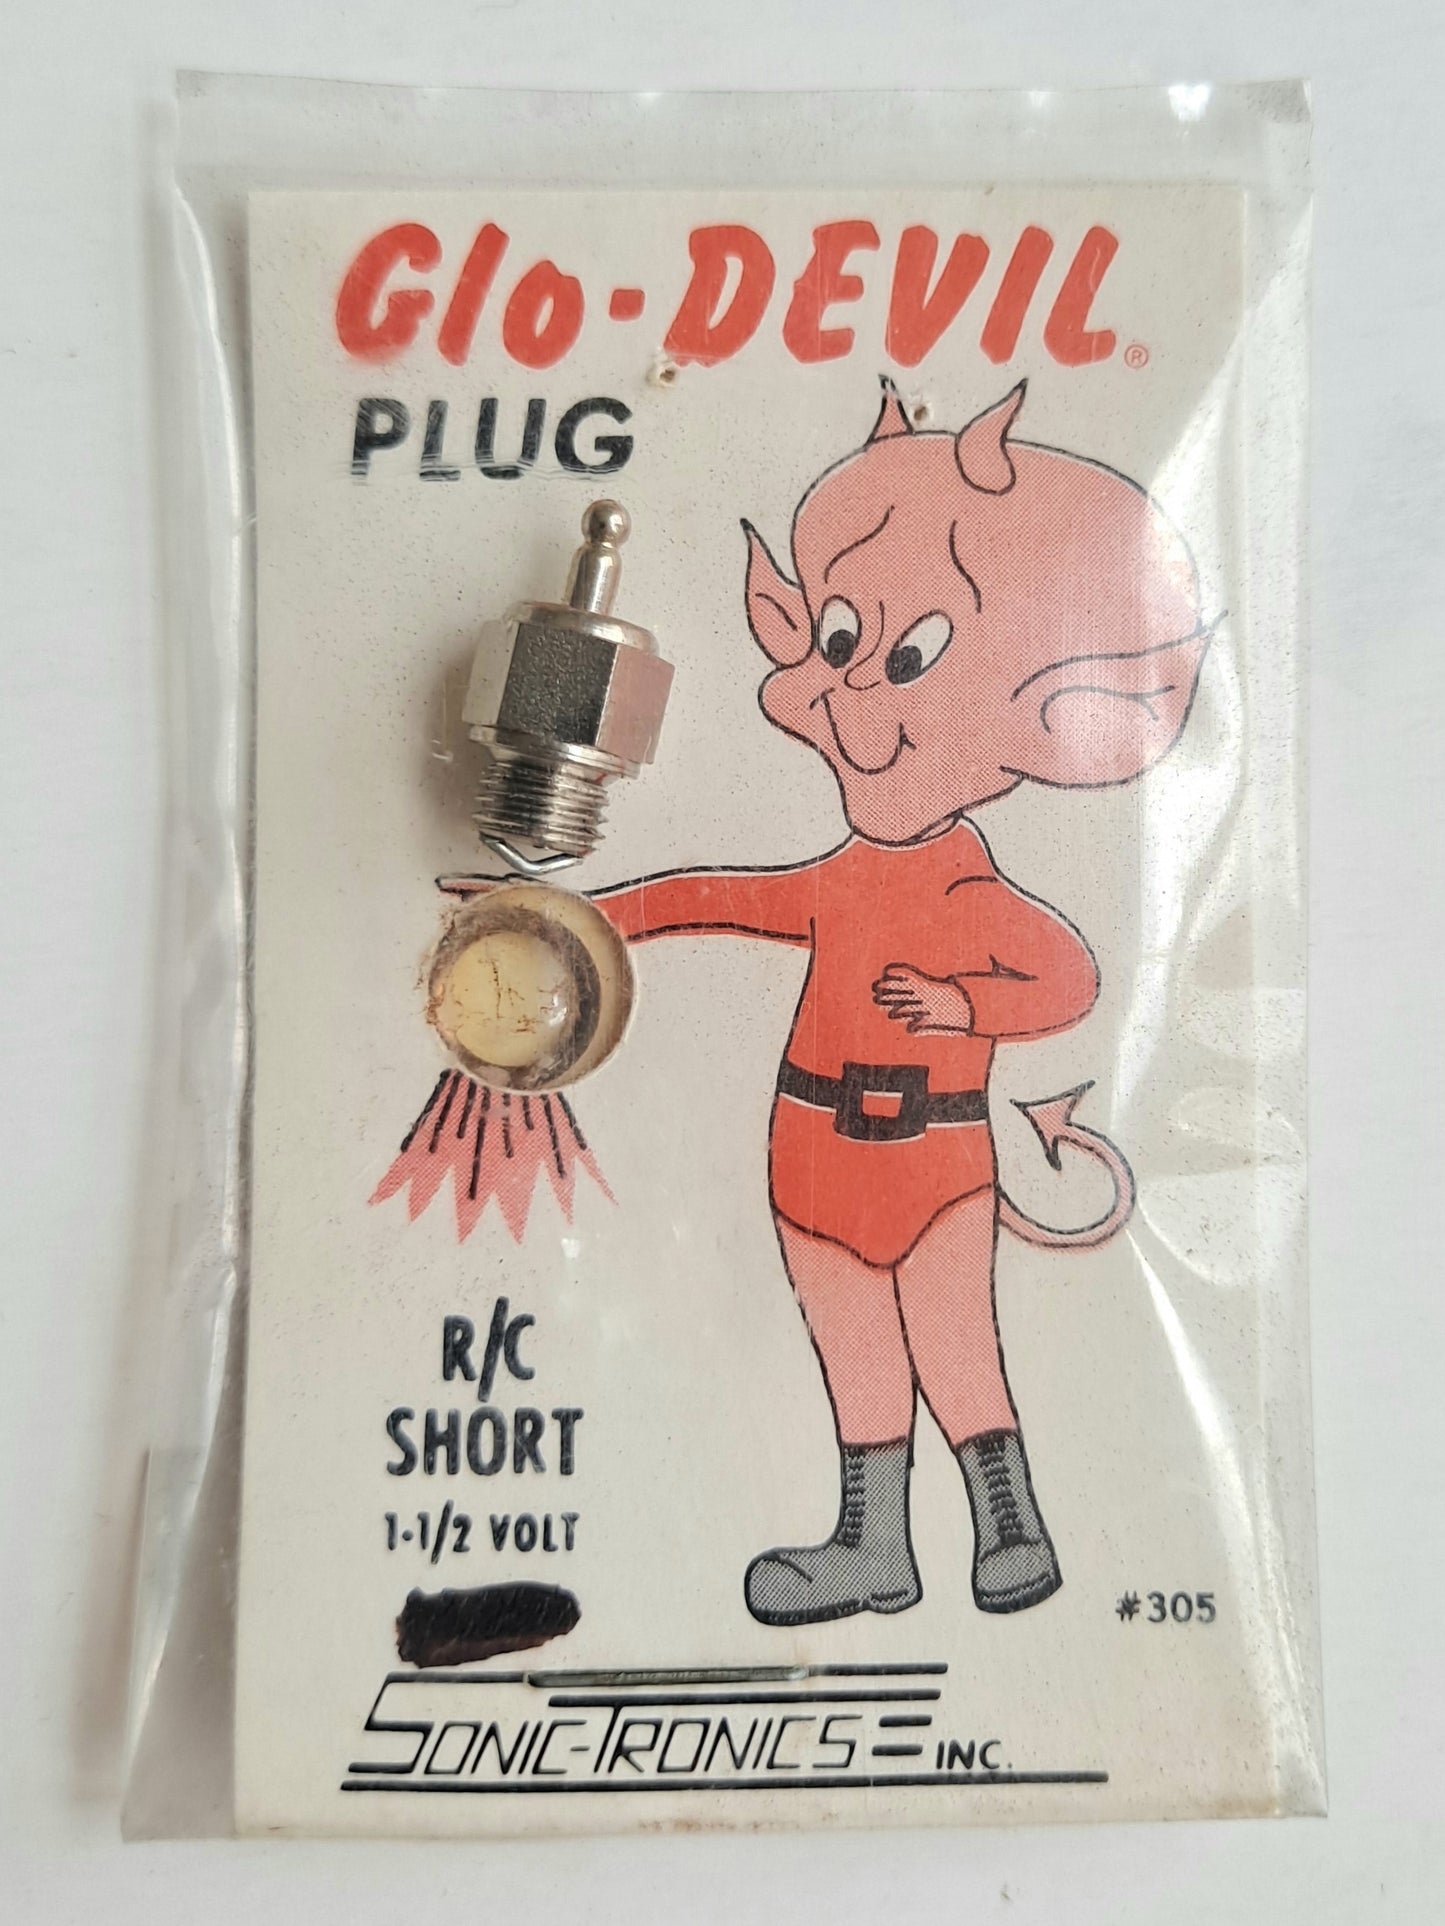 Glo-DEVIL®
PLUG
R/C
SHORT
1-1/2 VOLT
#305
SONIC-TRONICS INC.